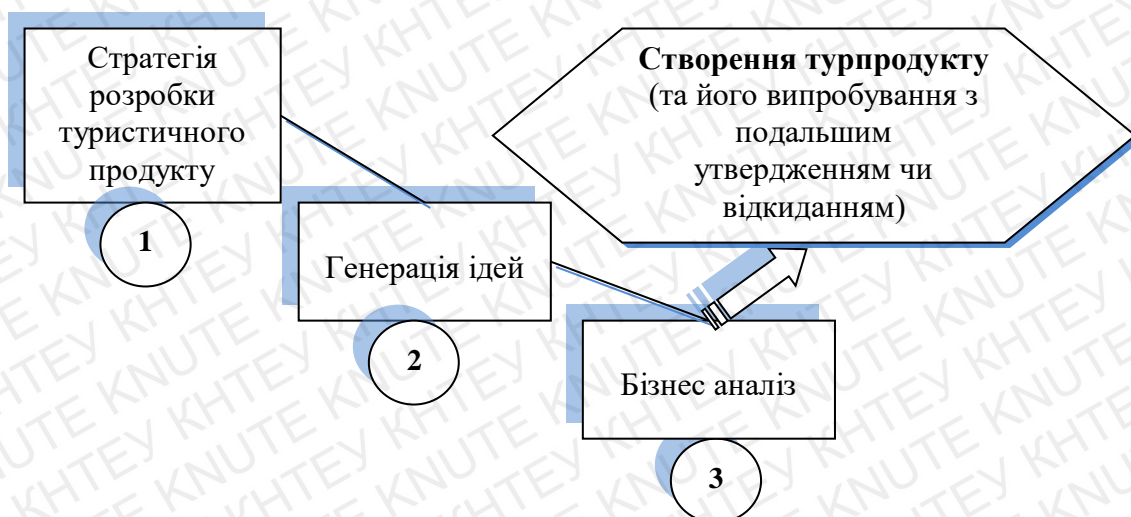 Стратегія
розробки
туристичного
продукту
1
Генерація ідей
2
Бізнес аналіз
3
Створення турпродукту
(та його випробування з
подальшим
утвердженням чи
відкиданням)